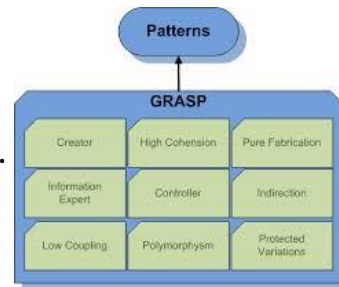 Patterns
GRASP
Creator
High Cohension
Pure Fabrication
Information
Expert
Controller
Indirection
Low Coupling
Polymorphysm
Protected
Variations